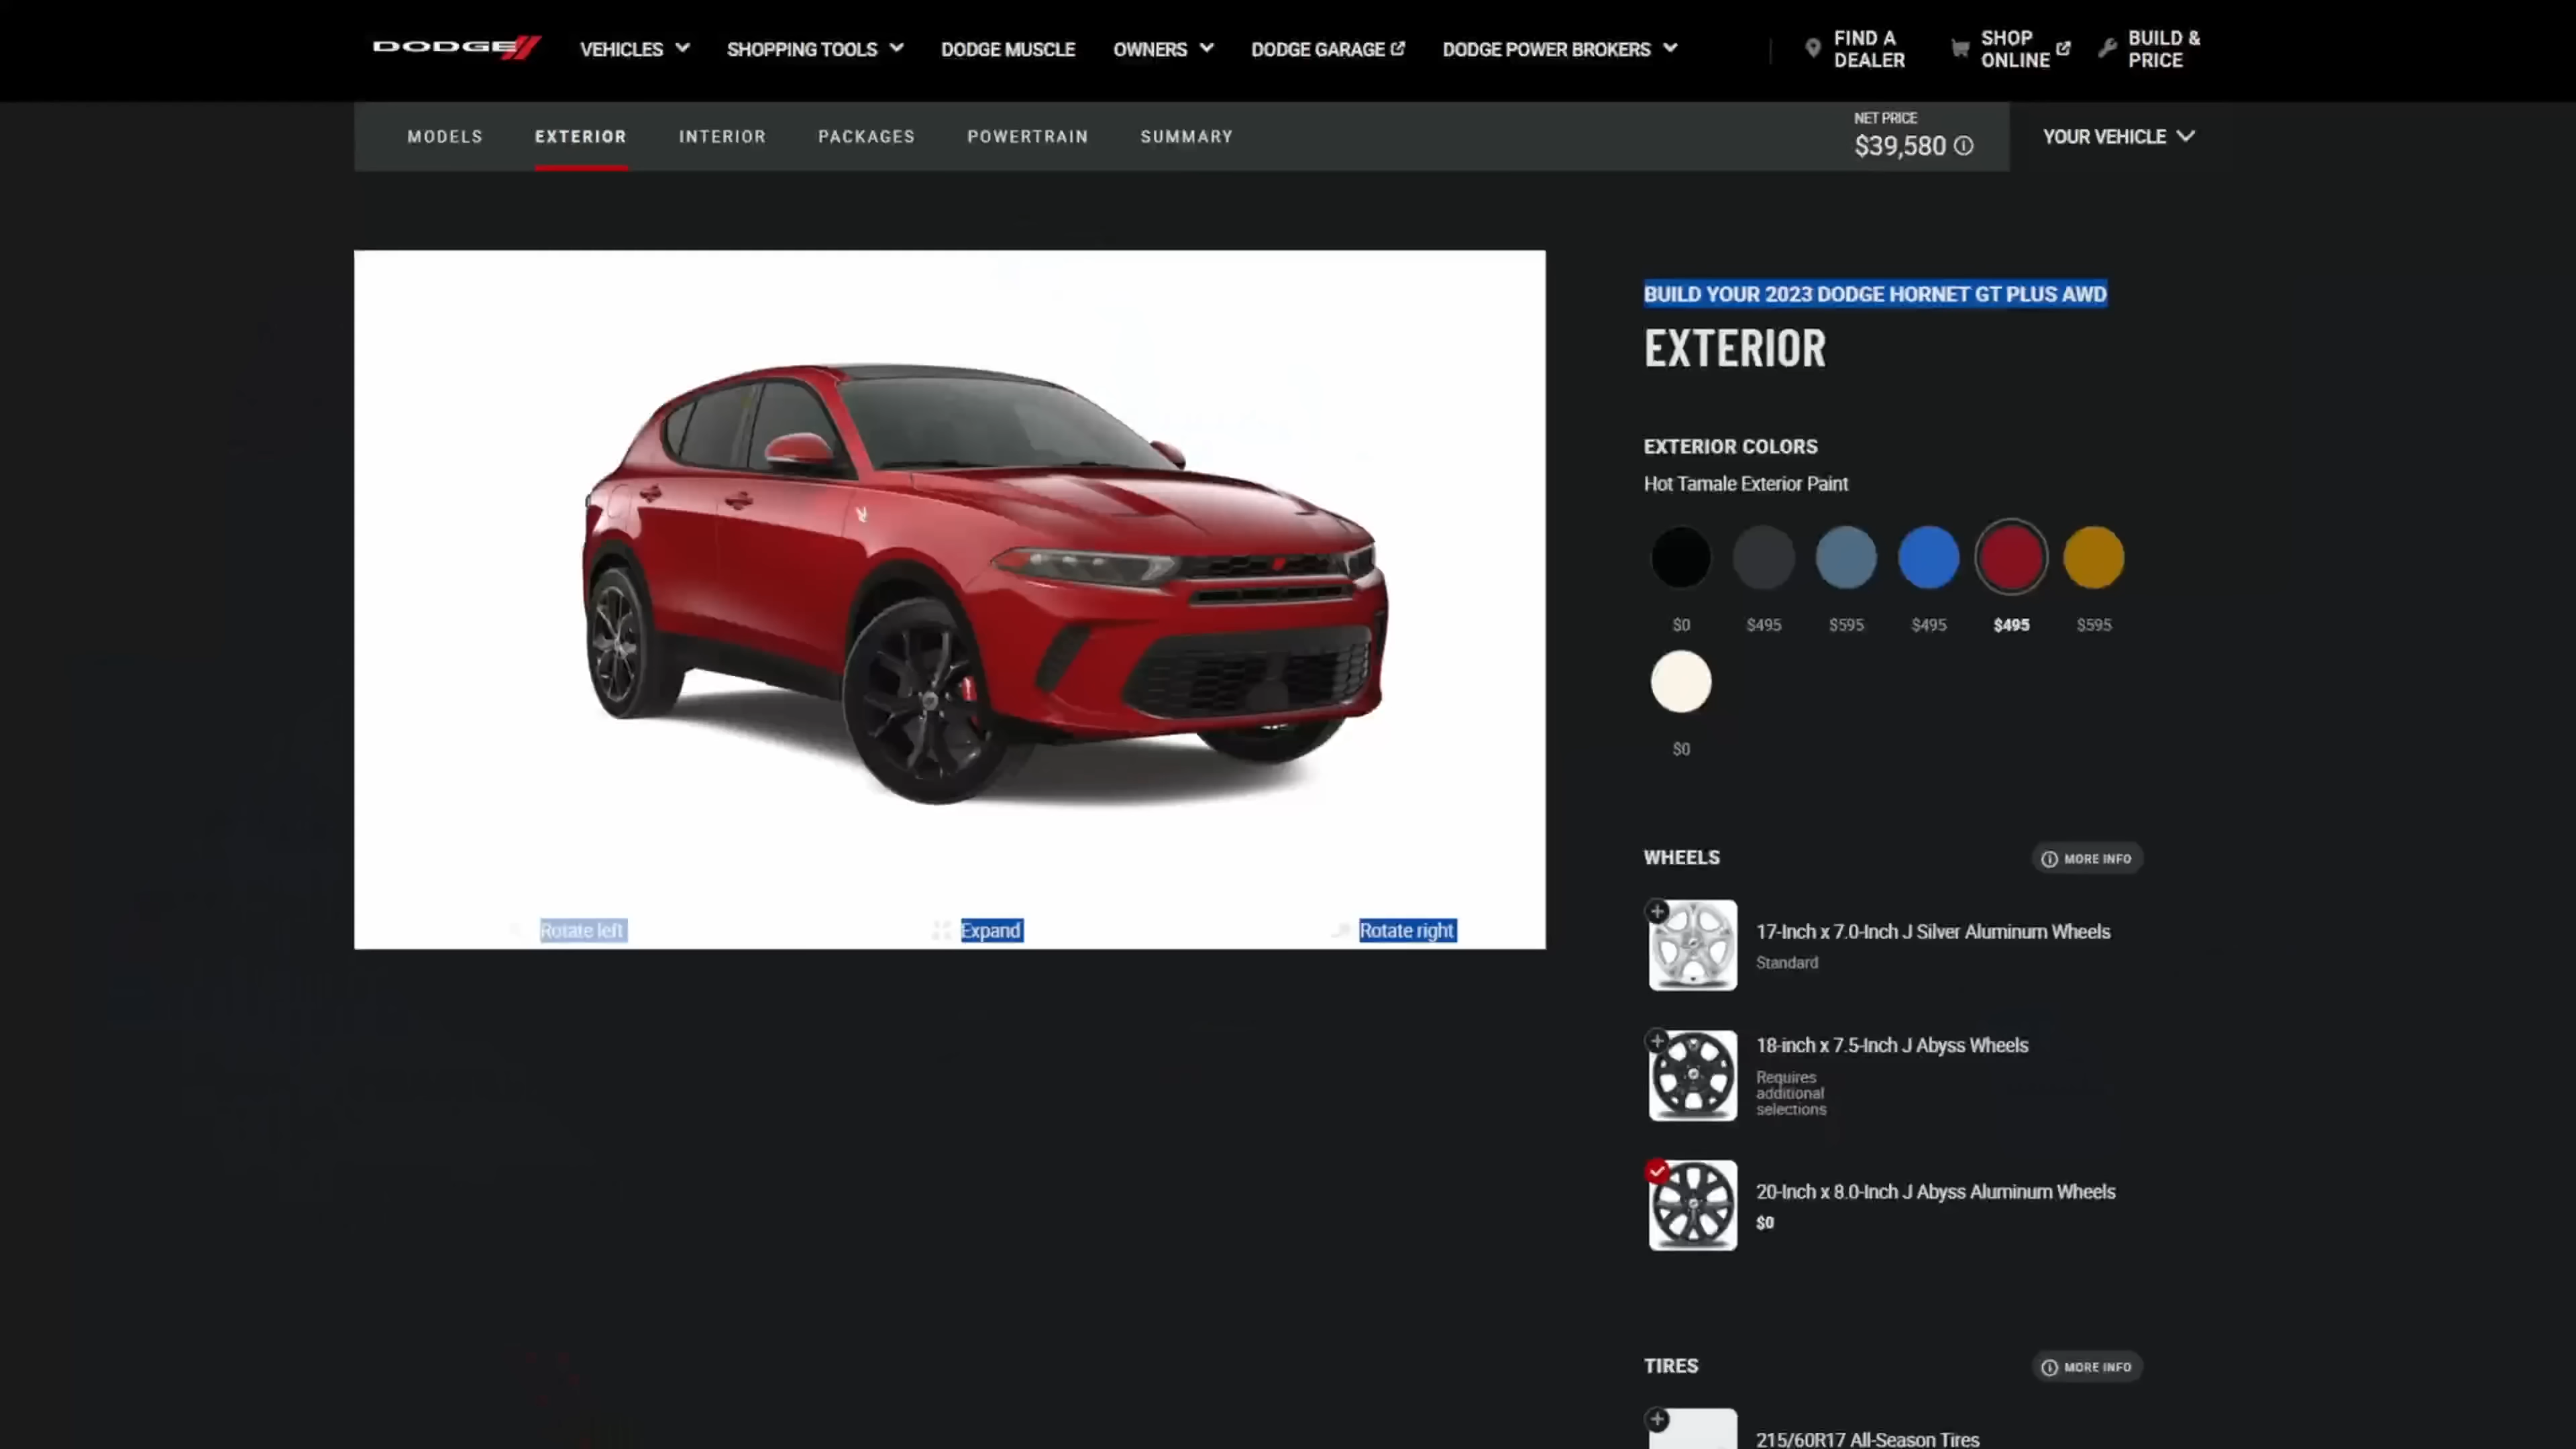 DODGE
VEHICLES
SHOPPING TOOLS
DODGE MUSCLE
OWNERS
DODGE GARAGE
DODGE POWER BROKERS
FIND A
DEALER
SHOP
ONLINE
BUILD &
PRICE
MODELS
EXTERIOR
INTERIOR
PACKAGES
POWERTRAIN
SUMMARY
NET PRICE
$39,580
YOUR VEHICLE
BUILD YOUR 2023 DODGE HORNET GT PLUS AWD
EXTERIOR
EXTERIOR COLORS
Hot Tamale Exterior Paint
$0
$495
$595
$495
$495
$595
$0
WHEELS
MORE INFO
17-Inch x 7.0-Inch J Silver Aluminum Wheels
Standard
18-inch x 7.5-Inch J Abyss Wheels
Requires
additional
selections
20-Inch x 8.0-Inch J Abyss Aluminum Wheels
$0
TIRES
MORE INFO
215/60R17 All-Season Tires
Rotate left
Expand
Rotate right